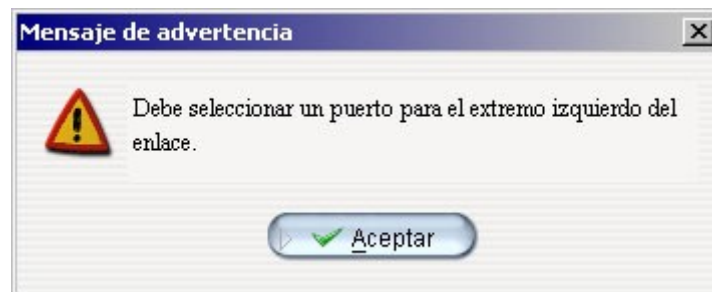 Mensaje de advertencia
Debe seleccionar un puerto para el extremo izquierdo del
enlace.
Aceptar